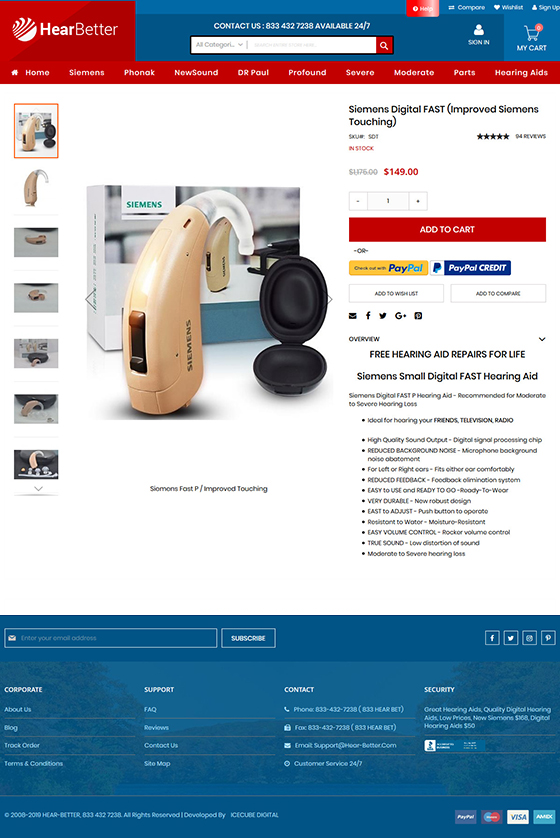 Help
Compare
Wishlist
Sign Up
HearBetter
CONTACT US : 833 432 7238 AVAILABLE 24/7
All Categori...
SIGN IN
0
MY CART
Home
Siemens
Phonak
NewSound
DR Paul
Profound
Severe
Moderate
Parts
Hearing Aids
Siemens Digital FAST (Improved Siemens
Touching)
SKU#: SDT
94 REVIEWS
IN STOCK
$1,175.00 $149.00
- 1 +
ADD TO CART
-OR-
Check out with PayPal
PayPal CREDIT
ADD TO WISH LIST
ADD TO COMPARE
SIEMENS
SIEMENS
OVERVIEW
FREE HEARING AID REPAIRS FOR LIFE
Siemens Small Digital FAST Hearing Aid
Siemens Digital FAST P Hearing Aid - Recommended for Moderate
to Severe Hearing Loss
Ideal for hearing your FRIENDS, TELEVISION, RADIO
High Quality Sound Output - Digital signal processing chip
REDUCED BACKGROUND NOISE - Microphone background
noise abatement
For Left or Right ears - Fits either ear comfortably
REDUCED FEEDBACK - Feedback elimination system
EASY to USE and READY TO GO -Ready-To-Wear
VERY DURABLE - New robust design
EAST to ADJUST - Push button to operate
Resistant to Water - Moisture-Resistant
EASY VOLUME CONTROL - Rocker volume control
TRUE SOUND - Low distortion of sound
Moderate to Severe hearing loss
Siemons Fast P / Improved Touching
Enter your email address
SUBSCRIBE
CORPORATE
About Us
Blog
Track Order
Terms & Conditions
SUPPORT
FAQ
Reviews
Contact Us
Site Map
CONTACT
Phone: 833-432-7238 ( 833 HEAR BET)
Fax: 833-432-7238 ( 833 HEAR BET)
Email: Support@Hear-Better.Com
Customer Service 24/7
SECURITY
Great Hearing Aids, Quality Digital Hearing
Aids, Low Prices, New Siemens $168, Digital
Hearing Aids $50
© 2008-2019 HEAR-BETTER, 833 432 7238. All Rights Reserved | Developed By ICECUBE DIGITAL
PayPal
VISA
AMEX